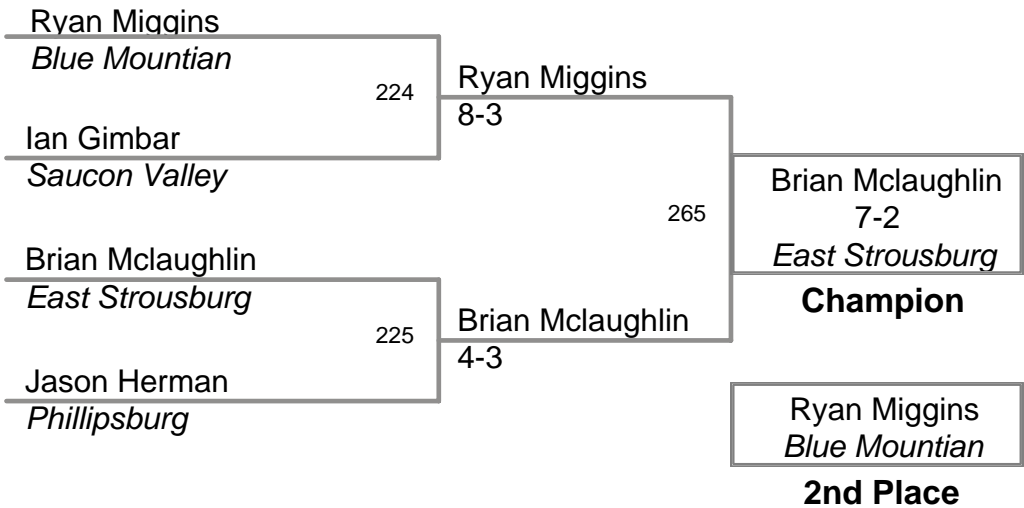 Ryan Miggins
Blue Mountian
224
Ryan Miggins
8-3
Ian Gimbar
Saucon Valley
265
Brian Mclaughlin
7-2
East Strousburg
Champion
Brian Mclaughlin
East Strousburg
225
Brian Mclaughlin
4-3
Jason Herman
Phillipsburg
Ryan Miggins
Blue Mountian
2nd Place